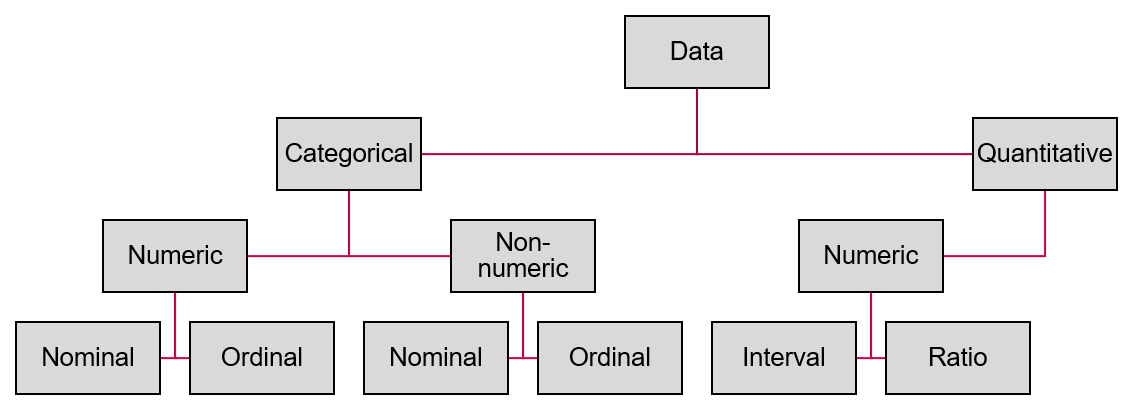 Data
Categorical
Quantitative
Numeric
Non-
numeric
Numeric
Nominal
Ordinal
Nominal
Ordinal
Interval
Ratio